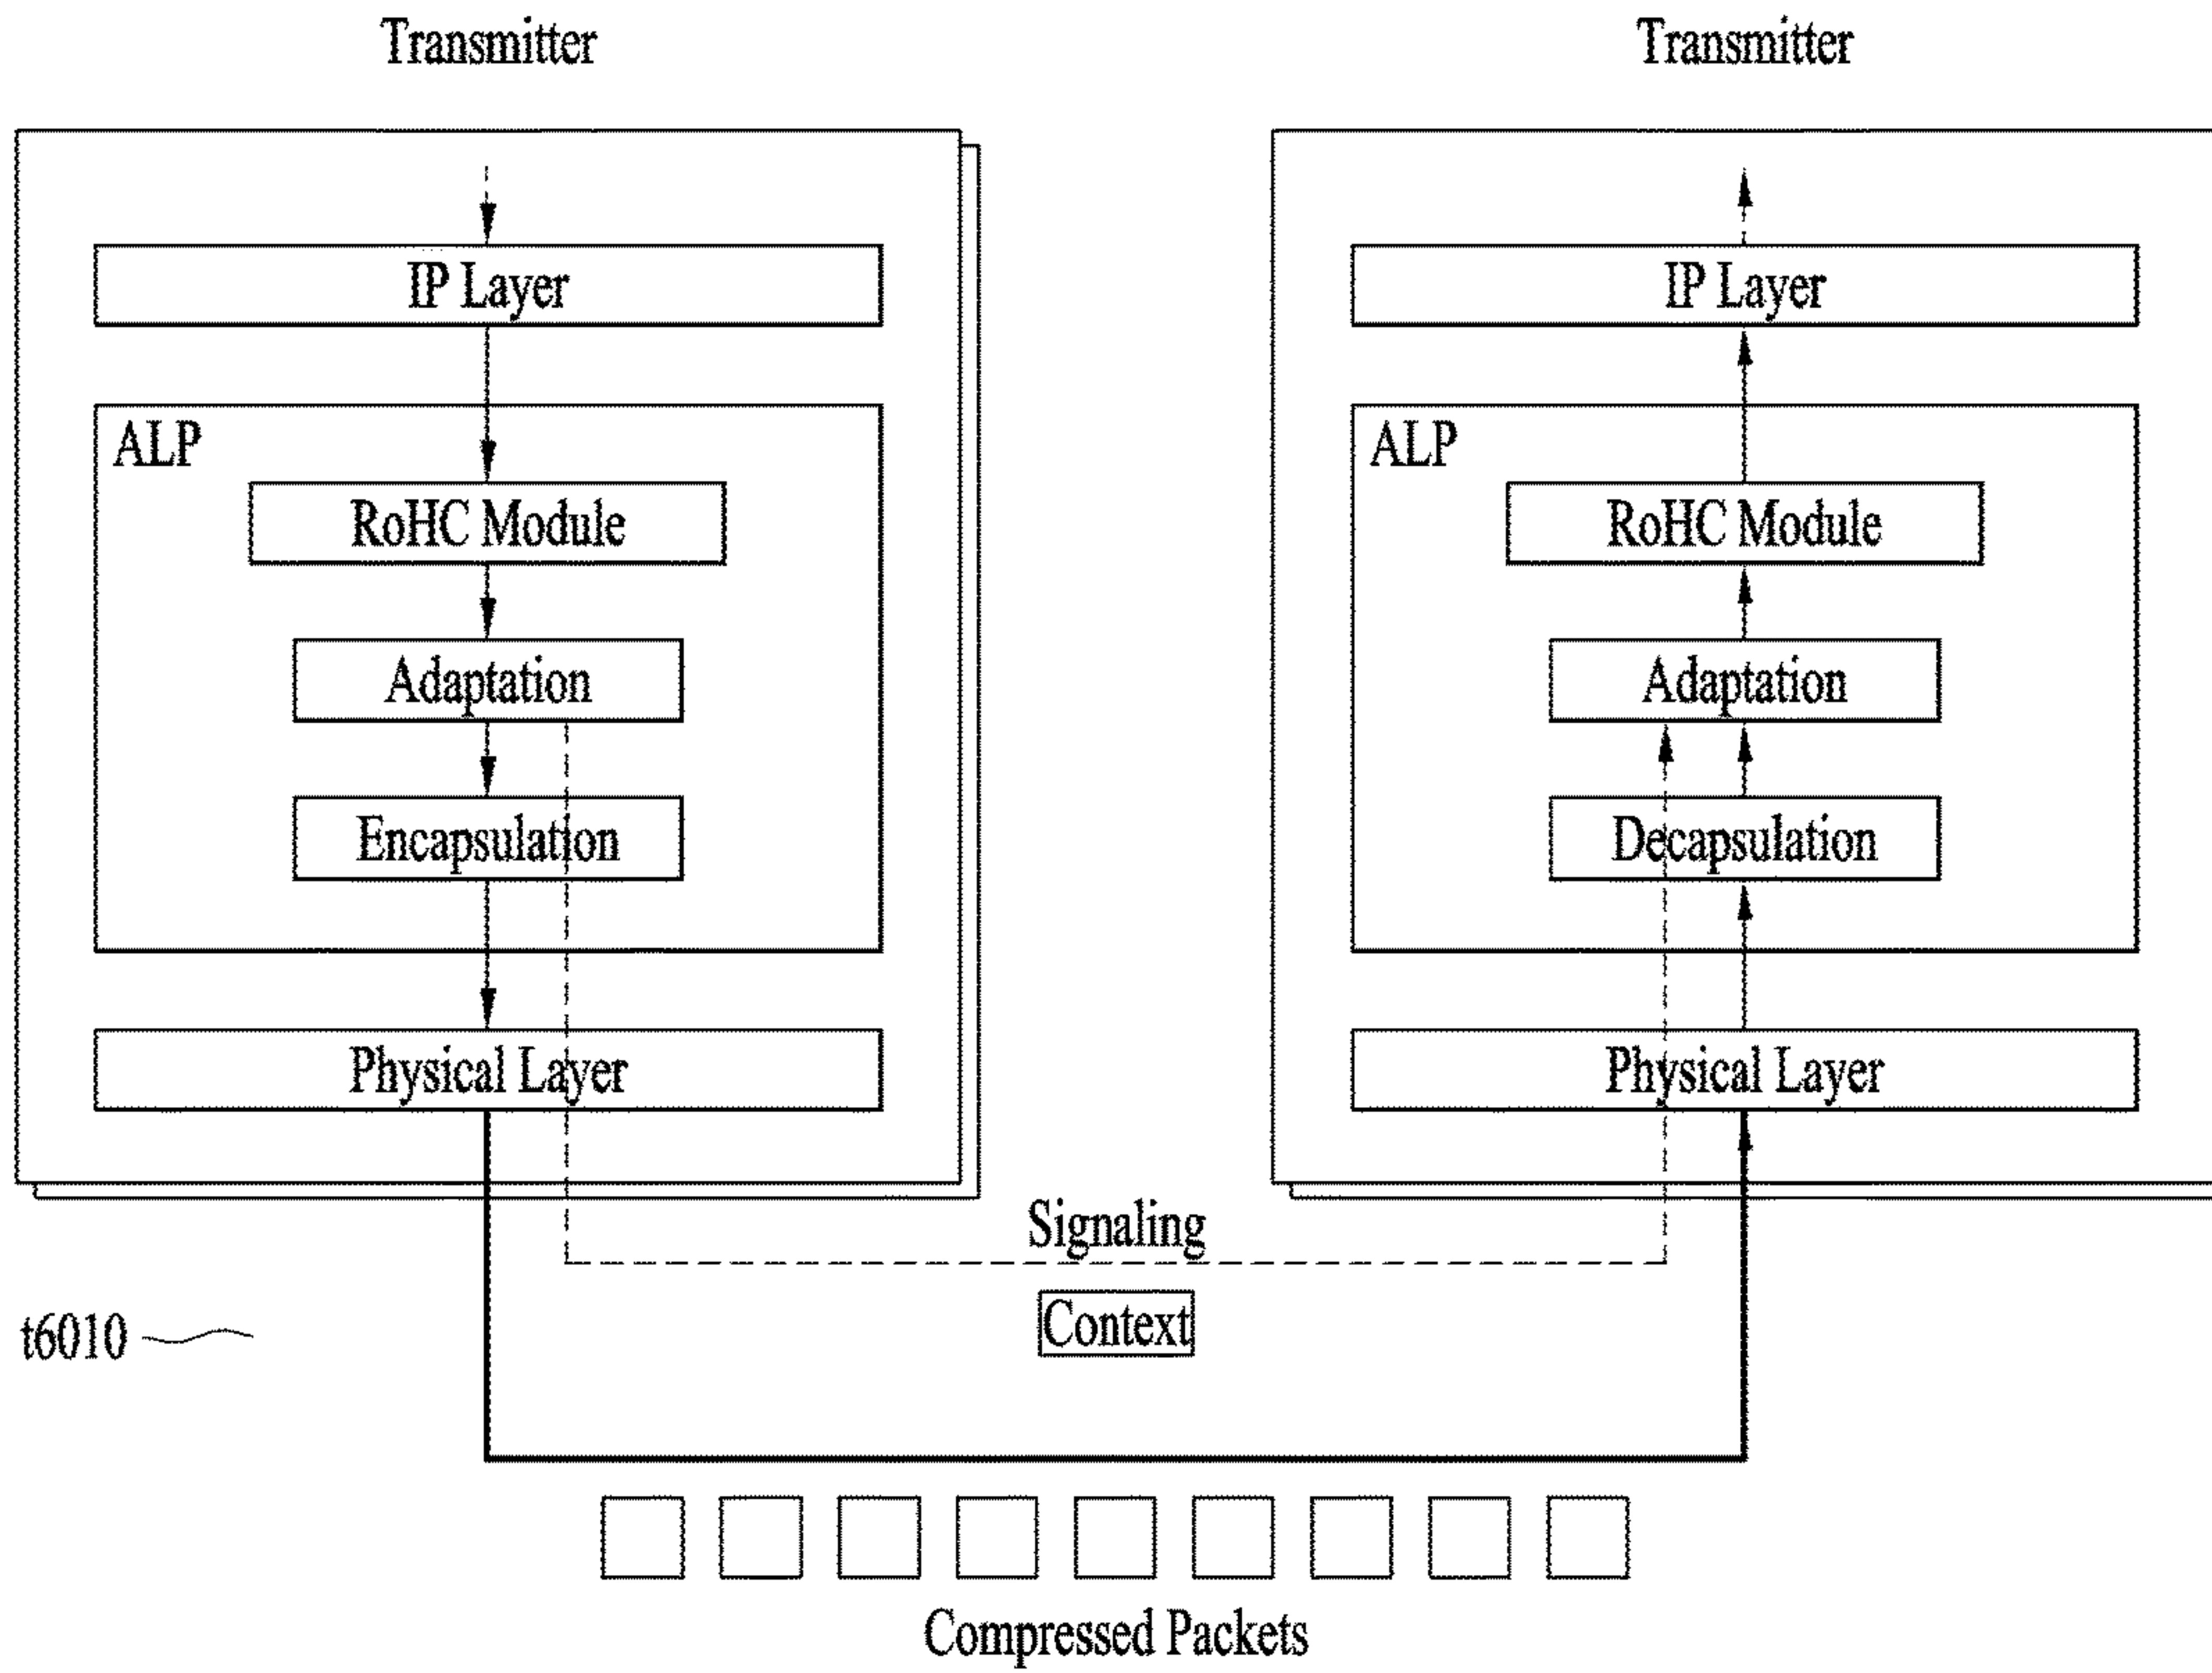 Transmitter
IP Layer
ALP
RoHC Module
Adaptation
Encapsulation
Physical Layer
Transmitter
IP Layer
ALP
RoHC Module
Adaptation
Decapsulation
Physical Layer
Signaling
Context
t6010
Compressed Packets